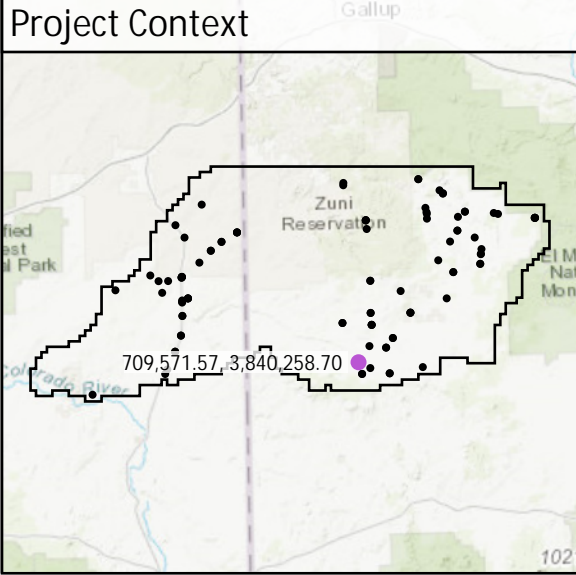 Project Context
Gallup
Zuni
Reservation
fied
est
al Park
El M
Nat
Mon
709,571.57, 3,840,258.70
Colorado River
102